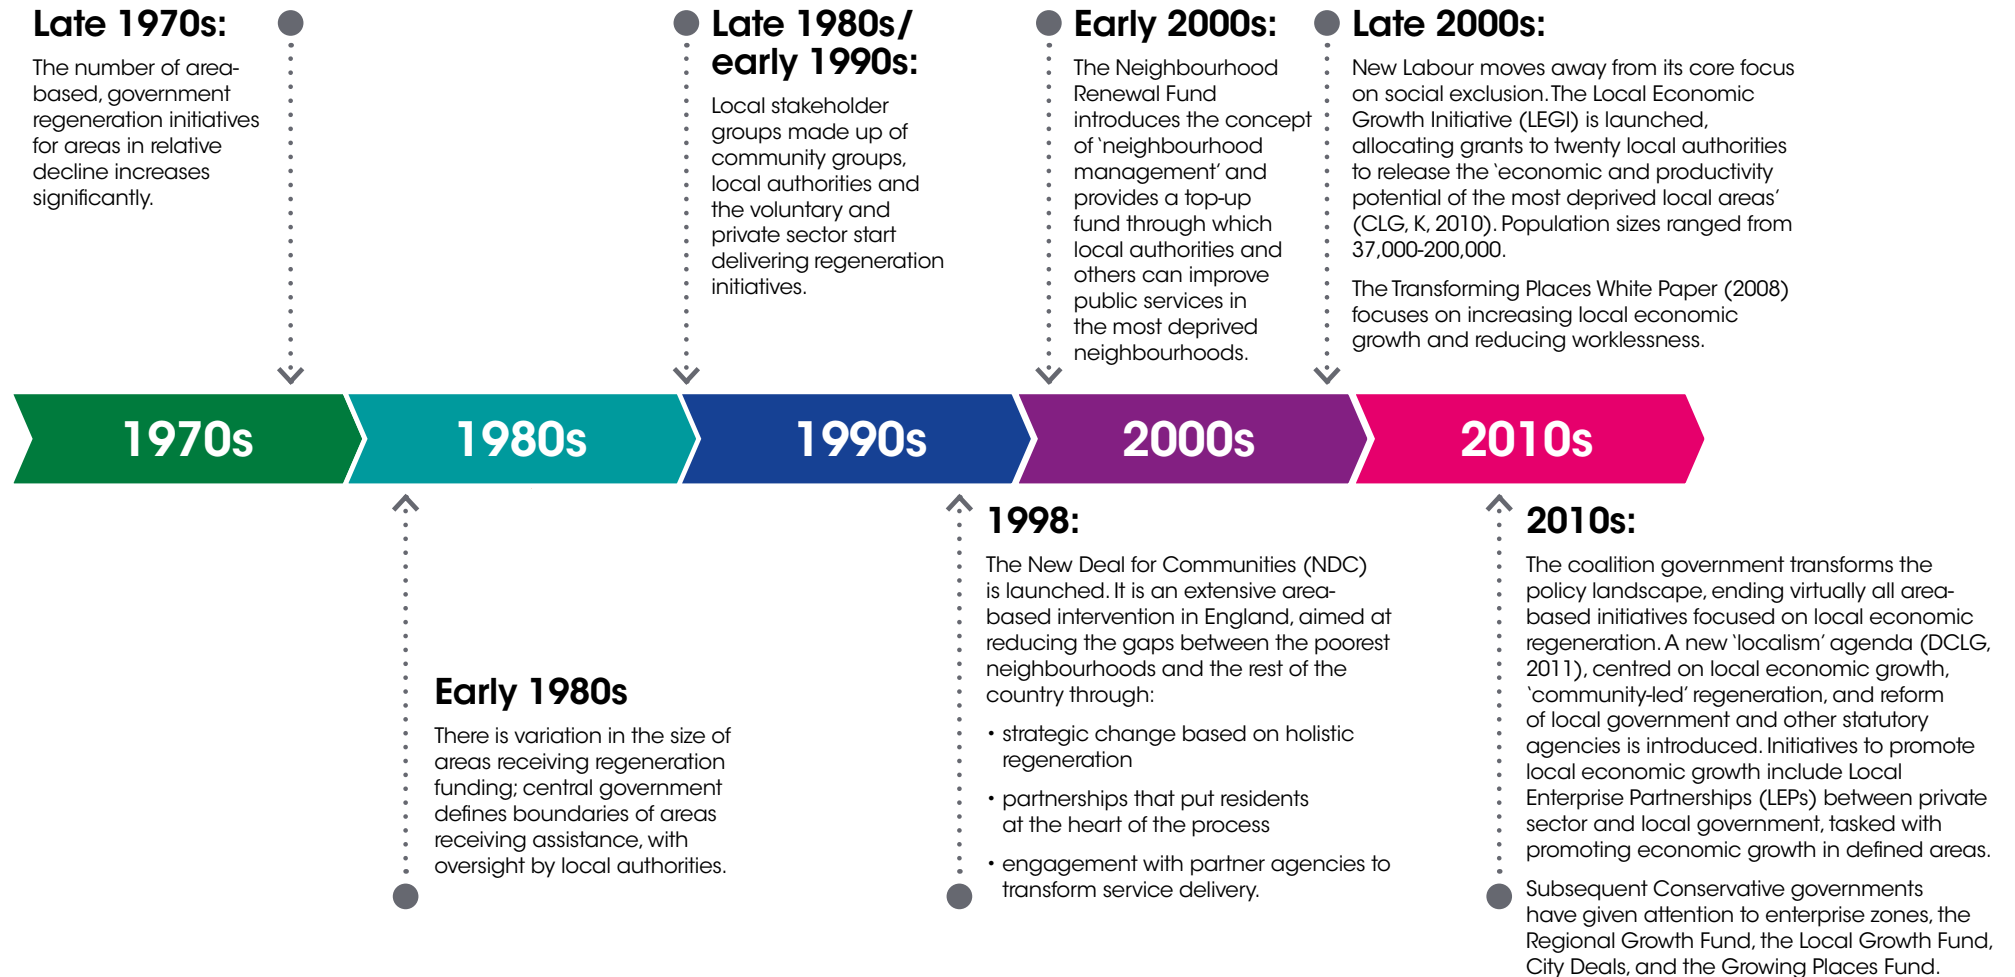 Late 1970s:
The number of area-
based, government
regeneration initiatives
for areas in relative
decline increases
significantly.
Late 1980s/
early 1990s:
Local stakeholder
groups made up of
community groups,
local authorities and
the voluntary and
private sector start
delivering regeneration
initiatives.
Early 2000s:
The Neighbourhood
Renewal Fund
introduces the concept
of ‘neighbourhood
management’ and
provides a top-up
fund through which
local authorities and
others can improve
public services in
the most deprived
neighbourhoods.
Late 2000s:
New Labour moves away from its core focus
on social exclusion. The Local Economic
Growth Initiative (LEGI) is launched,
allocating grants to twenty local authorities
to release the ‘economic and productivity
potential of the most deprived local areas’
(CLG, K, 2010). Population sizes ranged from
37,000-200,000.
The Transforming Places White Paper (2008)
focuses on increasing local economic
growth and reducing worklessness.
1970s
1980s
1990s
2000s
2010s
Early 1980s
There is variation in the size of
areas receiving regeneration
funding; central government
defines boundaries of areas
receiving assistance, with
oversight by local authorities.
1998:
The New Deal for Communities (NDC)
is launched. It is an extensive area-
based intervention in England, aimed at
reducing the gaps between the poorest
neighbourhoods and the rest of the
country through:
• strategic change based on holistic
regeneration
• partnerships that put residents
at the heart of the process
• engagement with partner agencies to
transform service delivery.
2010s:
The coalition government transforms the
policy landscape, ending virtually all area-
based initiatives focused on local economic
regeneration. A new ‘localism’ agenda (DCLG,
2011), centred on local economic growth,
‘community-led’ regeneration, and reform
of local government and other statutory
agencies is introduced. Initiatives to promote
local economic growth include Local
Enterprise Partnerships (LEPs) between private
sector and local government, tasked with
promoting economic growth in defined areas.
Subsequent Conservative governments
have given attention to enterprise zones, the
Regional Growth Fund, the Local Growth Fund,
City Deals, and the Growing Places Fund.